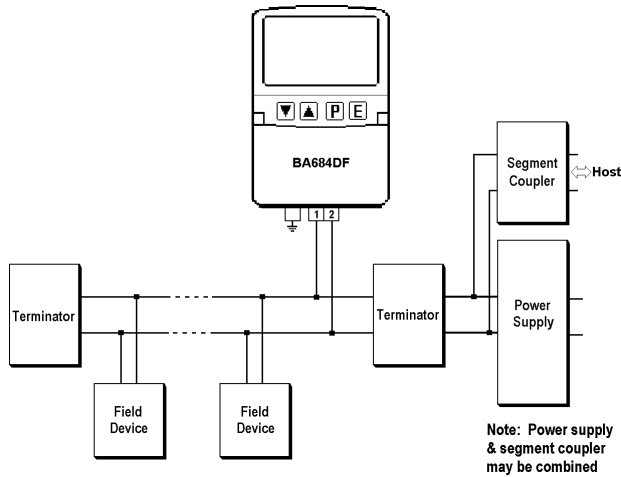 P E
BA684DF
1 2
Segment
Coupler
Host
Terminator
Terminator
Power
Supply
Field
Device
Field
Device
Note: Power supply
& segment coupler
may be combined